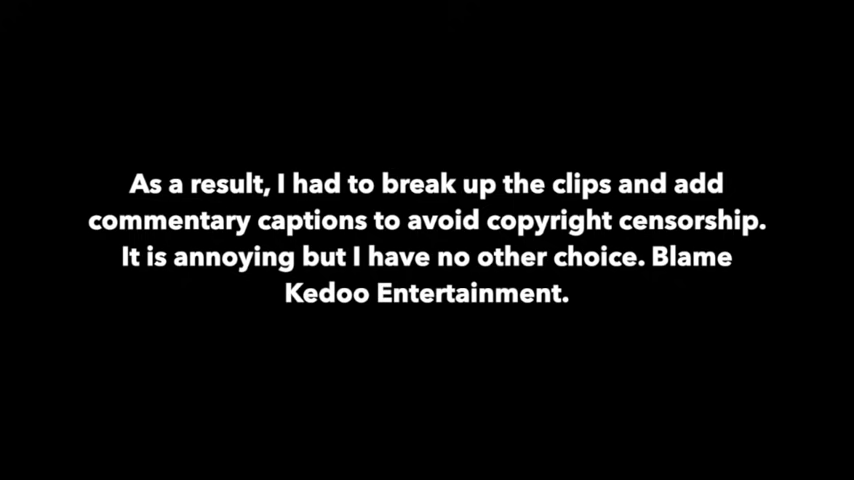 As a result, I had to break up the clips and add
commentary captions to avoid copyright censorship.
It is annoying but I have no other choice. Blame
Kedoo Entertainment.